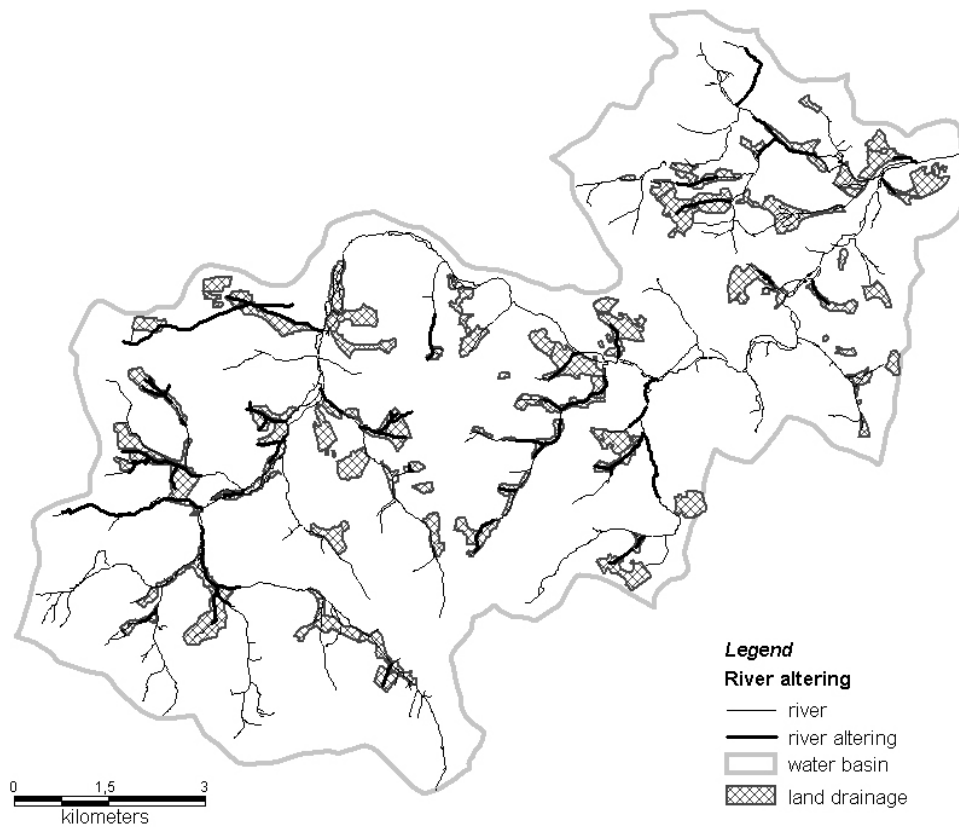 Legend
River altering
river
river altering
water basin
land drainage
0 1,5 3
kilometers